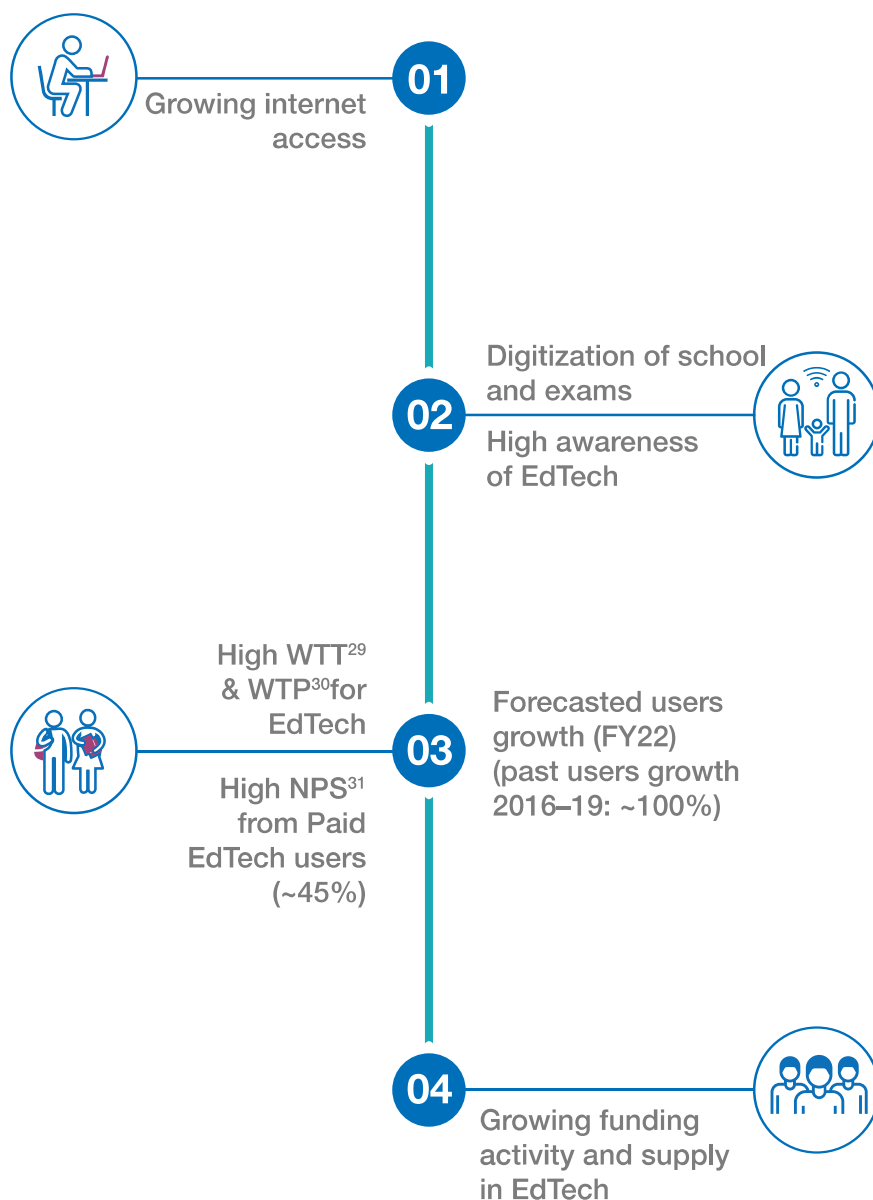 01
Growing internet
access
02
Digitization of school
and exams
High awareness
of EdTech
03
High WTT²⁹
& WTP³⁰for
EdTech
High NPS³¹
from Paid
EdTech users
(~45%)
Forecasted users
growth (FY22)
(past users growth
2016–19: ~100%)
04
Growing funding
activity and supply
in EdTech